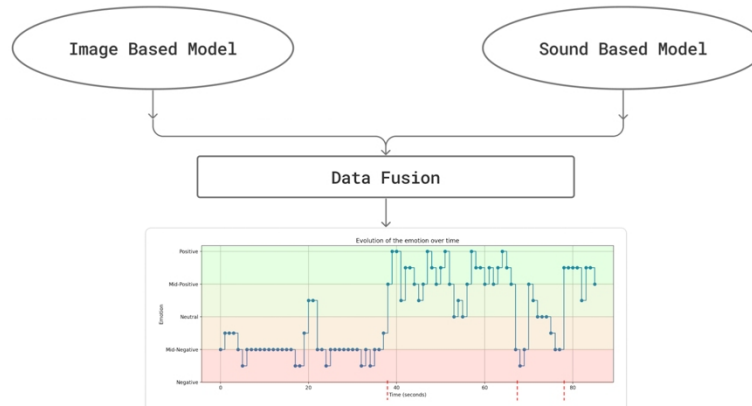 Image Based Model
Sound Based Model
Data Fusion
Evolution of the emotion over time
Positive
Mid-Positive
Neutral
Mid-Negative
Negative
Emotion
0 20 40 60 80
Time (seconds)